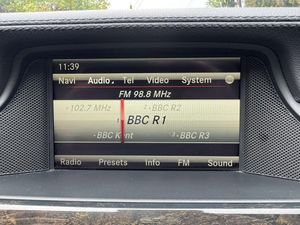 11:39
Navi Audio Tel Video System
FM 98.8 MHz
102.7 MHz 2 BBC R2
1 BBC R1
BBC Kent 3 BBC R3
Radio Presets Info FM Sound